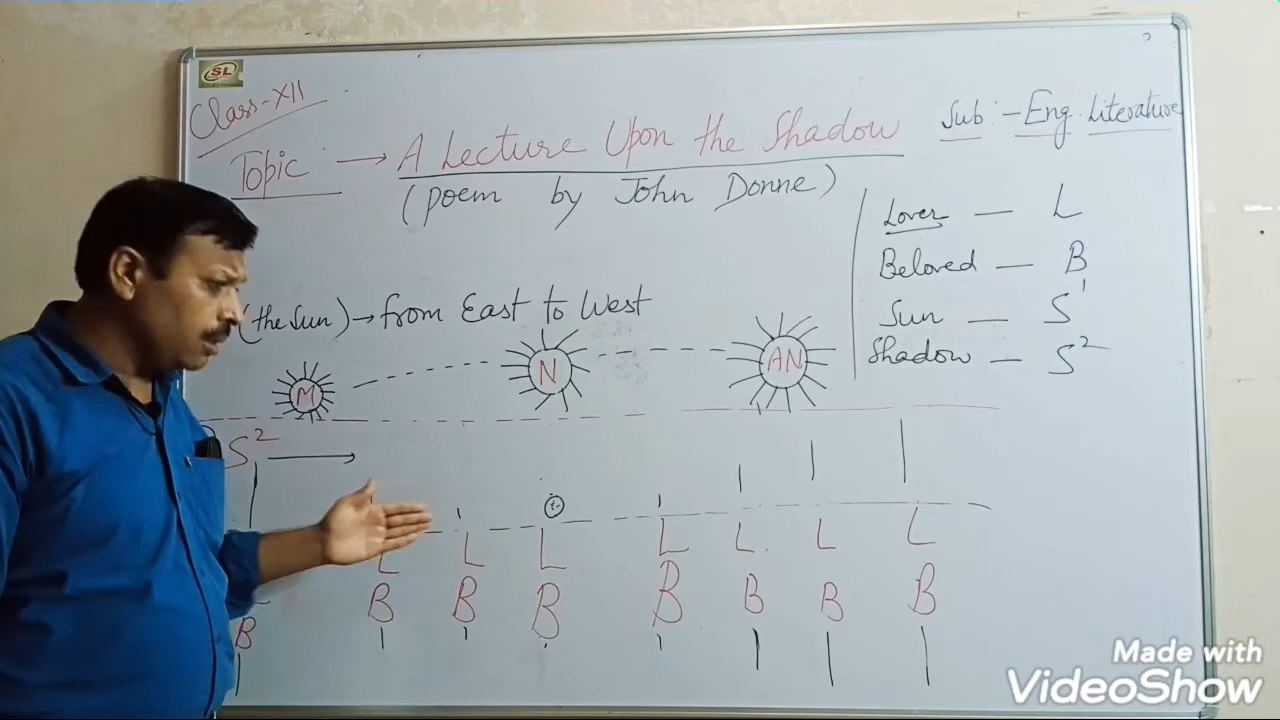 SL
Class-XII
Topic: → A Lecture Upon the Shadow
(poem by John Donne)
Sub:- Eng. Literature
Lover — L
Beloved — B
Sun — S¹
Shadow — S²
(the Sun) → from East to West
M N AN
S² →
L L L L L L L
B B B B B B B B
Made with
VideoShow